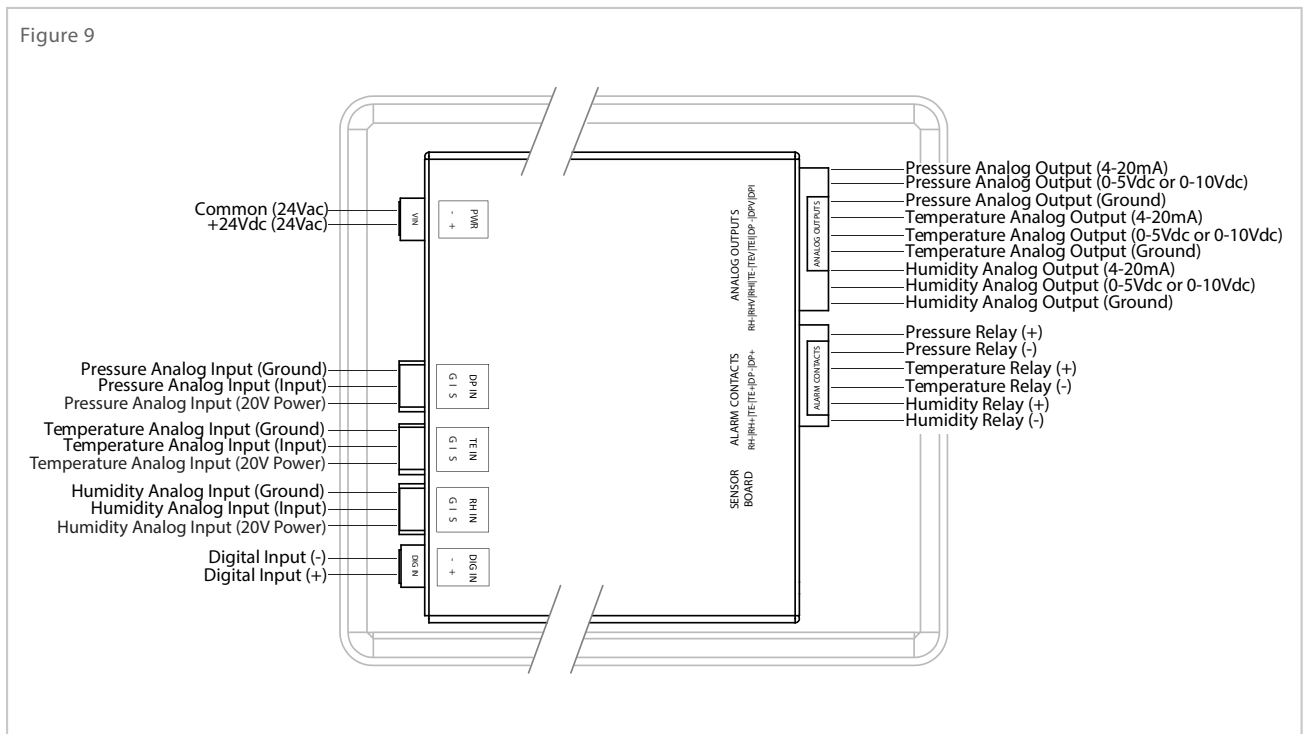 Figure 9
Common (24Vac)
+24Vdc (24Vac)
Pressure Analog Input (Ground)
Pressure Analog Input (Input)
Pressure Analog Input (20V Power)
Temperature Analog Input (Ground)
Temperature Analog Input (Input)
Temperature Analog Input (20V Power)
Humidity Analog Input (Ground)
Humidity Analog Input (Input)
Humidity Analog Input (20V Power)
Digital Input (-)
Digital Input (+)
VIN
PWR
- +
DP IN
G I S
TE IN
G I S
RH IN
G I S
DIG IN
DIG IN
- +
ANALOG OUTPUTS
RH-|RHV|RHI|TE-|TEV|TEI|DP-|DPV|DPI
ALARM CONTACTS
RH-|RH+|TE-|TE+|DP-|DP+
SENSOR
BOARD
ANALOG OUTPUTS
ALARM CONTACTS
Pressure Analog Output (4-20mA)
Pressure Analog Output (0-5Vdc or 0-10Vdc)
Pressure Analog Output (Ground)
Temperature Analog Output (4-20mA)
Temperature Analog Output (0-5Vdc or 0-10Vdc)
Temperature Analog Output (Ground)
Humidity Analog Output (4-20mA)
Humidity Analog Output (0-5Vdc or 0-10Vdc)
Humidity Analog Output (Ground)
Pressure Relay (+)
Pressure Relay (-)
Temperature Relay (+)
Temperature Relay (-)
Humidity Relay (+)
Humidity Relay (-)